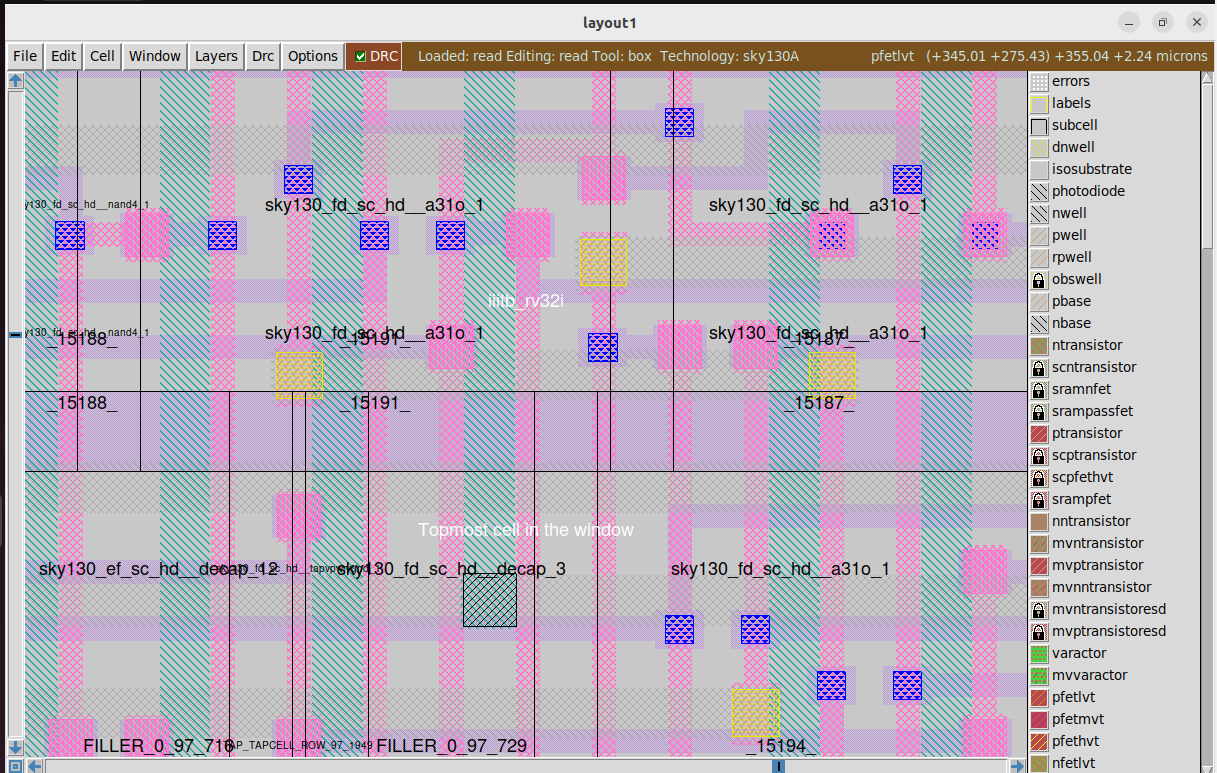 layout1
File Edit Cell Window Layers Drc Options DRC Loaded: read Editing: read Tool: box Technology: sky130A pfetlvt (+345.01 +275.43) +355.04 +2.24 microns
sky130_fd_sc_hd__a31o_1 sky130_fd_sc_hd__a31o_1
y130_fd_sc_hd__nand4_1
iiitb_rv32i
y130_fd_sc_hd__nand4_1 sky130_fd_sc_hd__a31o_1 sky130_fd_sc_hd__a31o_1
_15188_ _15191_ _15187_
_15188_ _15191_ _15187_
Topmost cell in the window
sky130_ef_sc_hd__decap_12 sky130_fd_sc_hd__decap_3 sky130_fd_sc_hd__a31o_1
FILLER_0_97_716 TAP_TAPCELL_ROW_97_1949 FILLER_0_97_729 _15194_
errors
labels
subcell
dnwell
isosubstrate
photodiode
nwell
pwell
rpwell
obswell
pbase
nbase
ntransistor
scntransistor
sramnfet
srampassfet
ptransistor
scptransistor
scpfethvt
srampfet
nntransistor
mvntransistor
mvptransistor
mvnntransistor
mvntransistoresd
mvptransistoresd
varactor
mvvaractor
pfetlvt
pfetmvt
pfethvt
nfetlvt